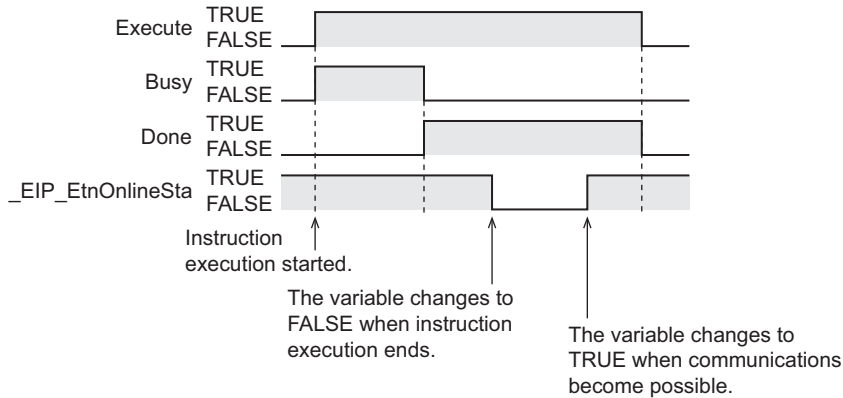 Execute TRUE
FALSE
Busy TRUE
FALSE
Done TRUE
FALSE
_EIP_EtnOnlineSta TRUE
FALSE
Instruction
execution started.
The variable changes to
FALSE when instruction
execution ends.
The variable changes to
TRUE when communications
become possible.